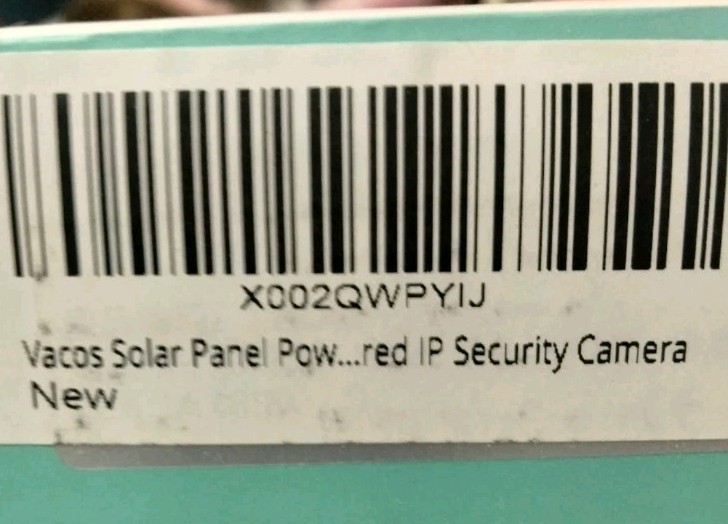 X002QWPYIJ
Vacos Solar Panel Pow...red IP Security Camera
New